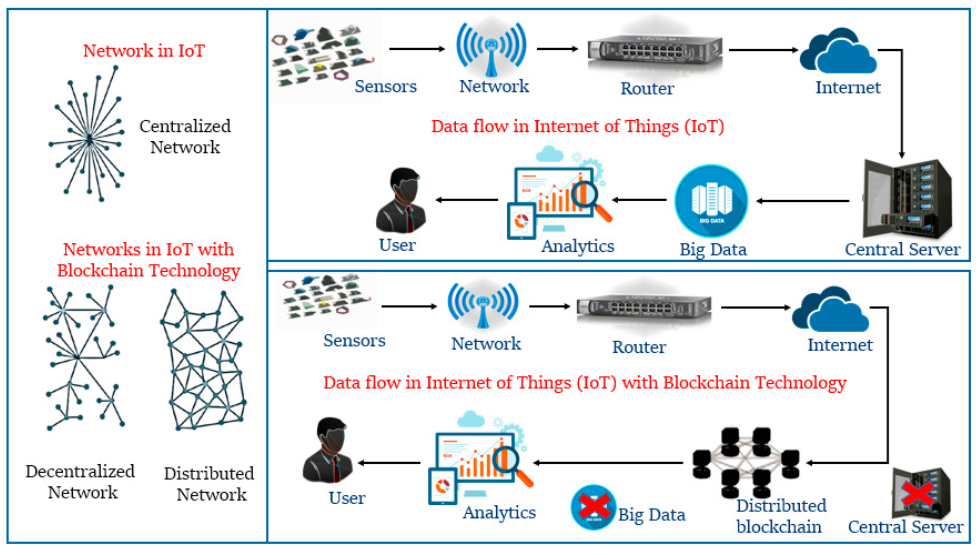 Network in IoT
Centralized
Network
Networks in IoT with
Blockchain Technology
Decentralized
Network
Distributed
Network
Sensors
Network
Router
Internet
Data flow in Internet of Things (IoT)
User
Analytics
BIG DATA
Big Data
Central Server
Sensors
Network
Router
Internet
Data flow in Internet of Things (IoT) with Blockchain Technology
User
Analytics
Big Data
Distributed
blockchain
Central Server